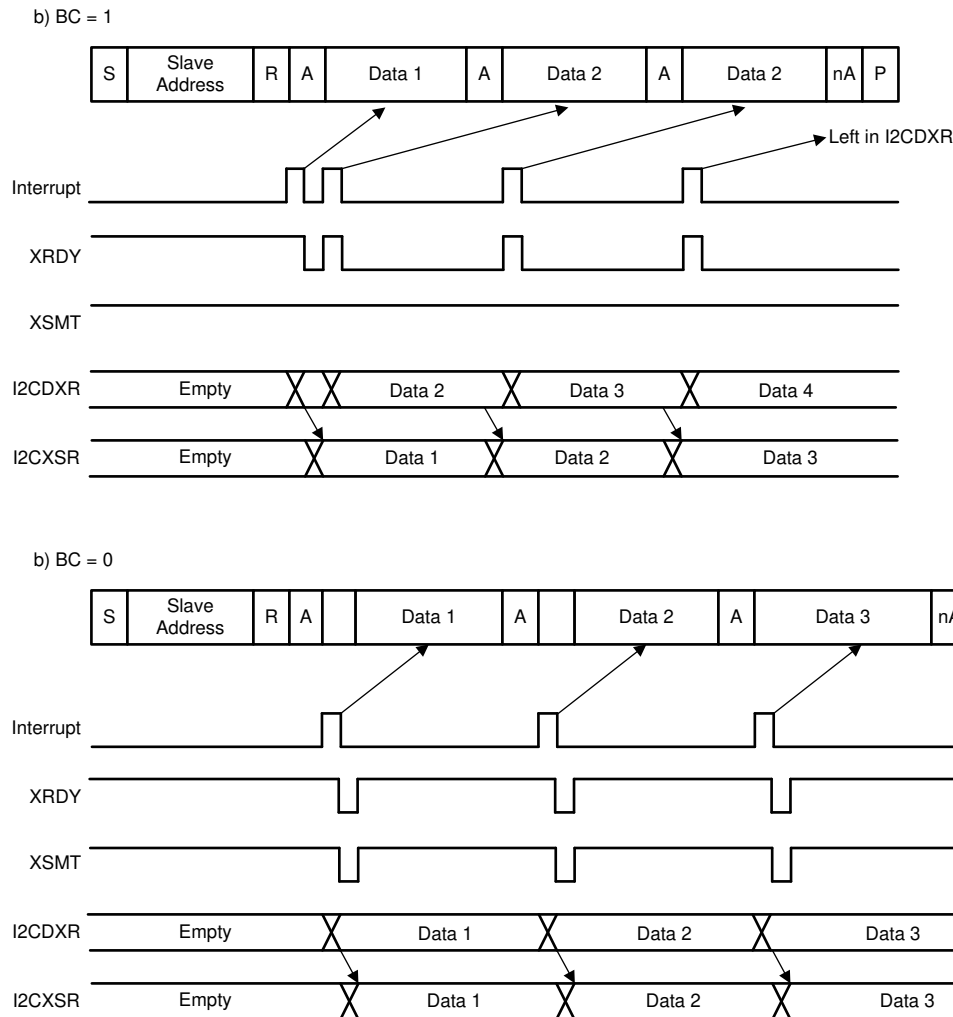 b) BC = 1
S Slave Address R A Data 1 A Data 2 A Data 2 nA P
Left in I2CDXR
Interrupt
XRDY
XSMT
I2CDXR Empty Data 2 Data 3 Data 4
I2CXSR Empty Data 1 Data 2 Data 3
b) BC = 0
S Slave Address R A Data 1 A Data 2 A Data 3 nA
Interrupt
XRDY
XSMT
I2CDXR Empty Data 1 Data 2 Data 3
I2CXSR Empty Data 1 Data 2 Data 3